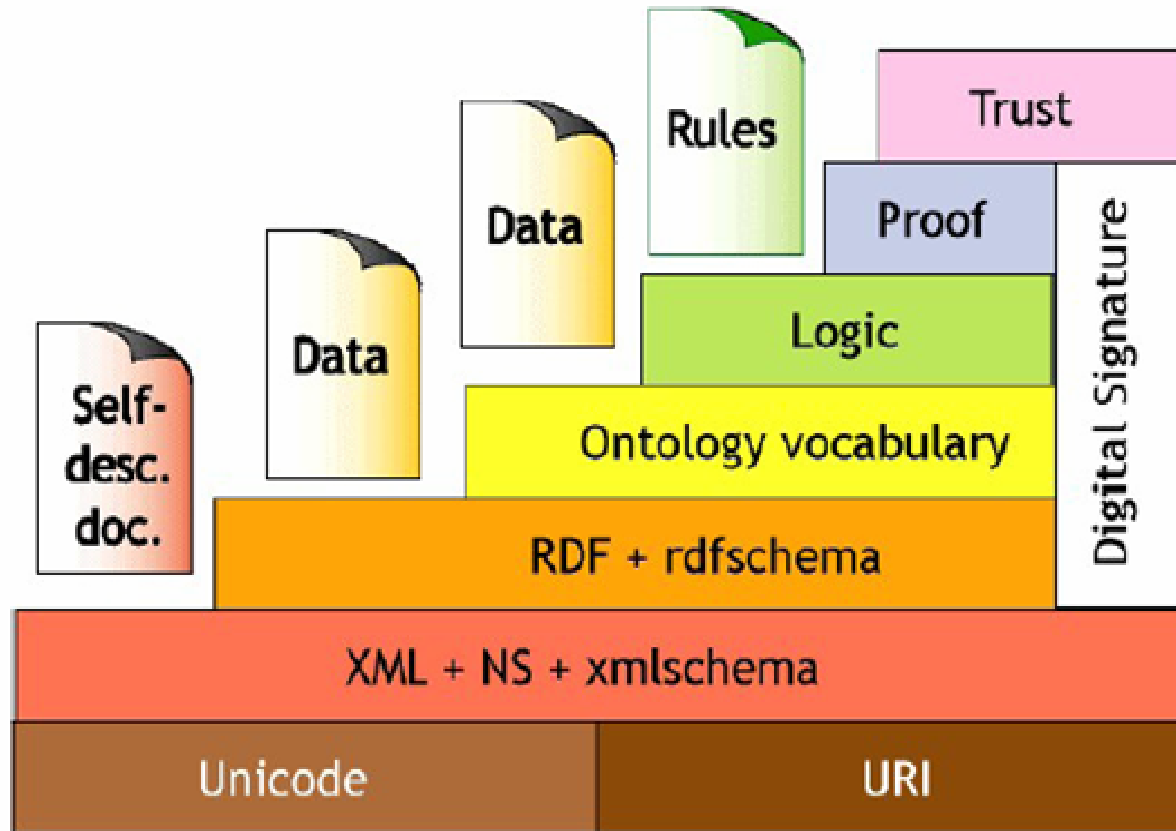 Rules
Trust
Data
Proof
Data
Logic
Self-
desc.
doc.
Ontology vocabulary
Digital Signature
RDF + rdfschema
XML + NS + xmlschema
Unicode
URI